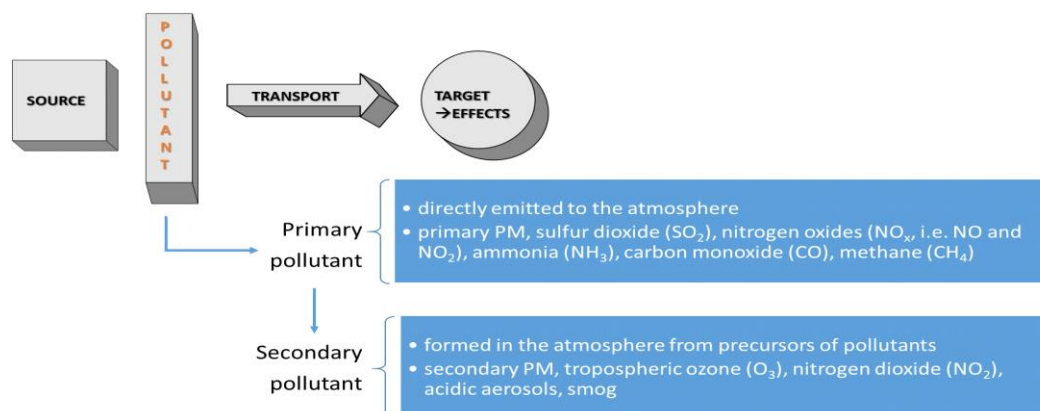 SOURCE
POLLUTANT
TRANSPORT
TARGET
→EFFECTS
Primary
pollutant
• directly emitted to the atmosphere
• primary PM, sulfur dioxide (SO₂), nitrogen oxides (NOₓ, i.e. NO and
NO₂), ammonia (NH₃), carbon monoxide (CO), methane (CH₄)
Secondary
pollutant
• formed in the atmosphere from precursors of pollutants
• secondary PM, tropospheric ozone (O₃), nitrogen dioxide (NO₂),
acidic aerosols, smog